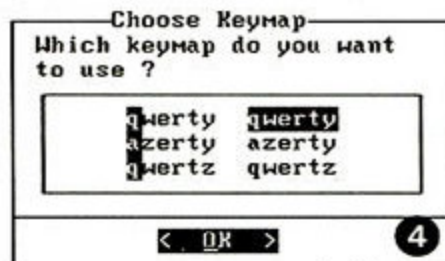 Choose Keymap
Which keymap do you want
to use ?
qwerty qwerty
azerty azerty
qwertz qwertz
< OK >
4